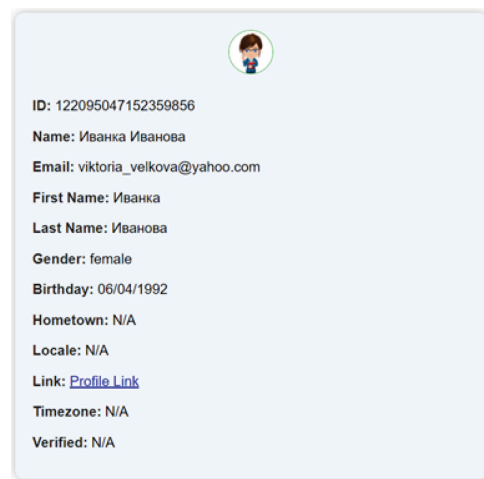 ID: 122095047152359856
Name: Иванка Иванова
Email: viktoria_velkova@yahoo.com
First Name: Иванка
Last Name: Иванова
Gender: female
Birthday: 06/04/1992
Hometown: N/A
Locale: N/A
Link: Profile Link
Timezone: N/A
Verified: N/A